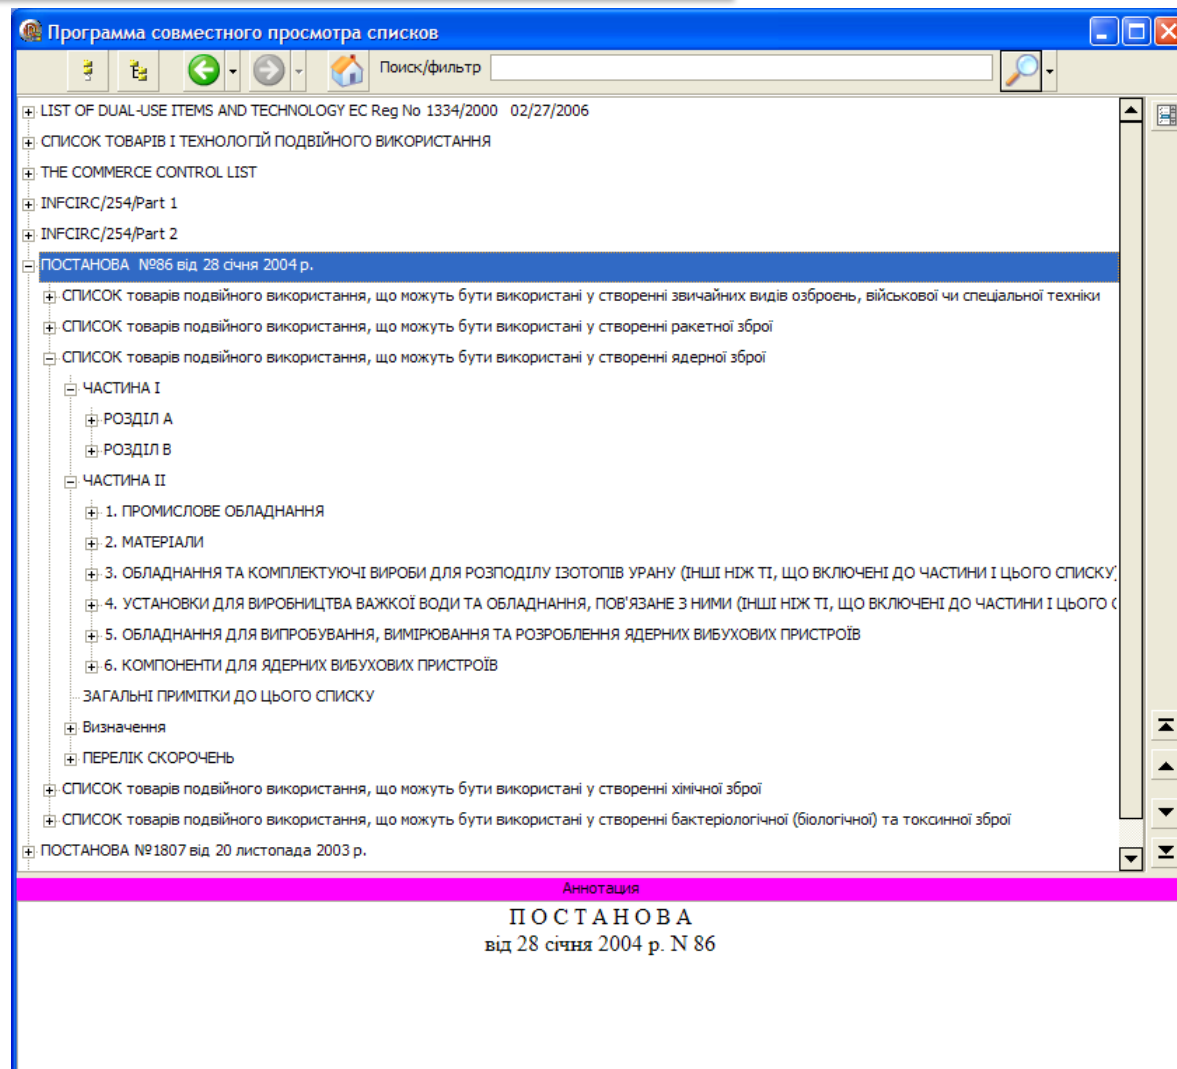 Программа совместного просмотра списков
Поиск/фильтр
LIST OF DUAL-USE ITEMS AND TECHNOLOGY EC Reg No 1334/2000 02/27/2006
СПИСОК ТОВАРІВ І ТЕХНОЛОГІЙ ПОДВІЙНОГО ВИКОРИСТАННЯ
THE COMMERCE CONTROL LIST
INFCIRC/254/Part 1
INFCIRC/254/Part 2
ПОСТАНОВА №86 від 28 січня 2004 р.
СПИСОК товарів подвійного використання, що можуть бути використані у створенні звичайних видів озброєнь, військової чи спеціальної техніки
СПИСОК товарів подвійного використання, що можуть бути використані у створенні ракетної зброї
СПИСОК товарів подвійного використання, що можуть бути використані у створенні ядерної зброї
ЧАСТИНА I
РОЗДІЛ A
РОЗДІЛ B
ЧАСТИНА II
1. ПРОМИСЛОВЕ ОБЛАДНАННЯ
2. МАТЕРІАЛИ
3. ОБЛАДНАННЯ ТА КОМПЛЕКТУЮЧІ ВИРОБИ ДЛЯ РОЗПОДІЛУ ІЗОТОПІВ УРАНУ (ІНШІ НІЖ ТІ, ЩО ВКЛЮЧЕНІ ДО ЧАСТИНИ І ЦЬОГО СПИСКУ)
4. УСТАНОВКИ ДЛЯ ВИРОБНИЦТВА ВАЖКОЇ ВОДИ ТА ОБЛАДНАННЯ, ПОВ'ЯЗАНЕ З НИМИ (ІНШІ НІЖ ТІ, ЩО ВКЛЮЧЕНІ ДО ЧАСТИНИ І ЦЬОГО
5. ОБЛАДНАННЯ ДЛЯ ВИПРОБУВАННЯ, ВИМІРЮВАННЯ ТА РОЗРОБЛЕННЯ ЯДЕРНИХ ВИБУХОВИХ ПРИСТРОЇВ
6. КОМПОНЕНТИ ДЛЯ ЯДЕРНИХ ВИБУХОВИХ ПРИСТРОЇВ
ЗАГАЛЬНІ ПРИМІТКИ ДО ЦЬОГО СПИСКУ
Визначення
ПЕРЕЛІК СКОРОЧЕНЬ
СПИСОК товарів подвійного використання, що можуть бути використані у створенні хімічної зброї
СПИСОК товарів подвійного використання, що можуть бути використані у створенні бактеріологічної (біологічної) та токсинної зброї
ПОСТАНОВА №1807 від 20 листопада 2003 р.
Аннотация
П О С Т А Н О В А
від 28 січня 2004 р. N 86